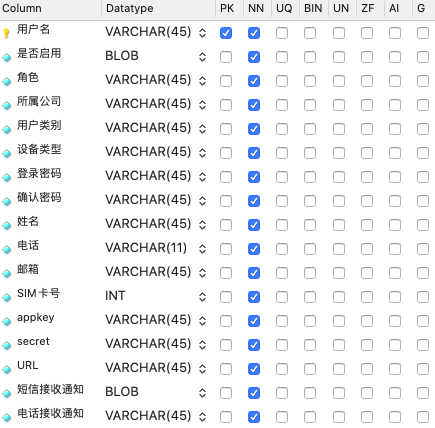 Column Datatype PK NN UQ BIN UN ZF AI G
用户名 VARCHAR(45)
是否启用 BLOB
角色 VARCHAR(45)
所属公司 VARCHAR(45)
用户类别 VARCHAR(45)
设备类型 VARCHAR(45)
登录密码 VARCHAR(45)
确认密码 VARCHAR(45)
姓名 VARCHAR(45)
电话 VARCHAR(11)
邮箱 VARCHAR(45)
SIM卡号 INT
appkey VARCHAR(45)
secret VARCHAR(45)
URL VARCHAR(45)
短信接收通知 BLOB
电话接收通知 VARCHAR(45)